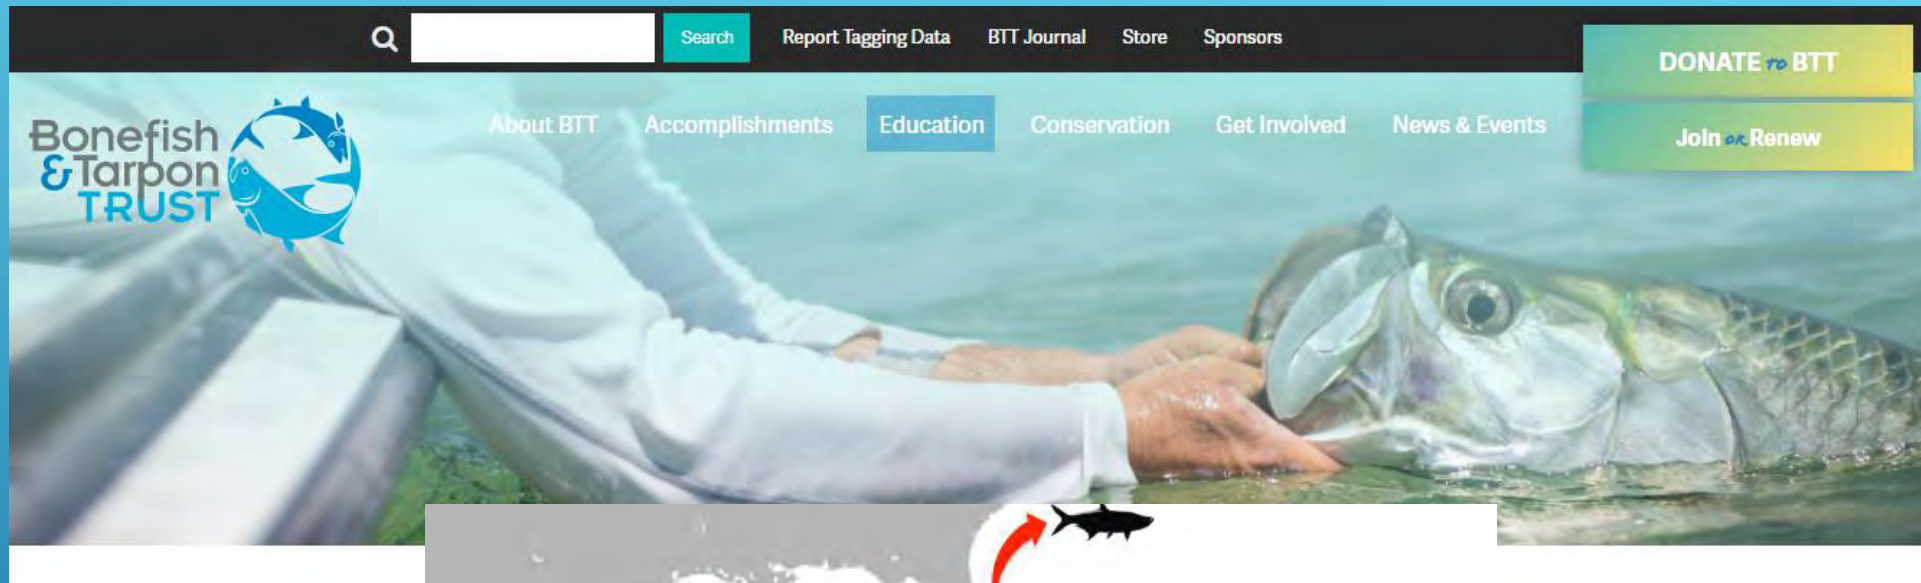 Search Report Tagging Data BTT Journal Store Sponsors
DONATE to BTT
Bonefish
& Tarpon
TRUST
About BTT Accomplishments Education Conservation Get Involved News & Events
Join or Renew